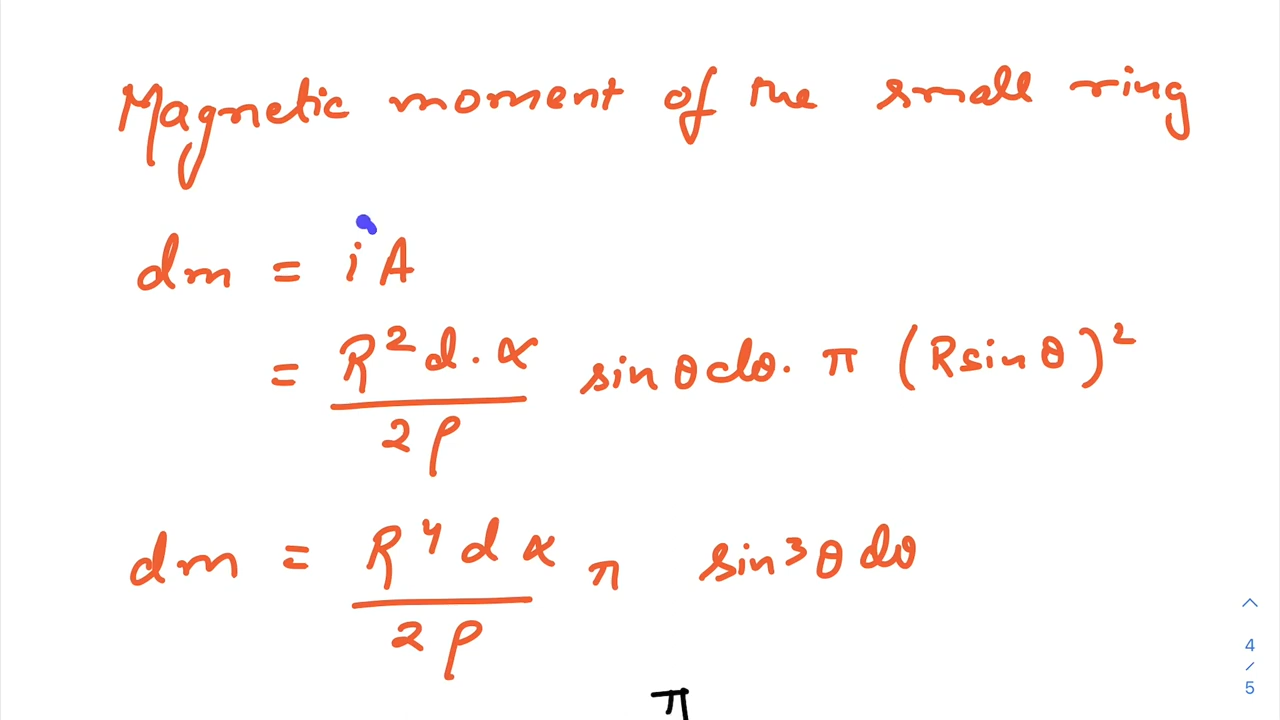 Magnetic moment of the small ring
dm = iA
= R²d·α/2ρ sinθdθ. π (Rsinθ)²
dm = R⁴dα/2ρ π sin³θdθ
π
4/5